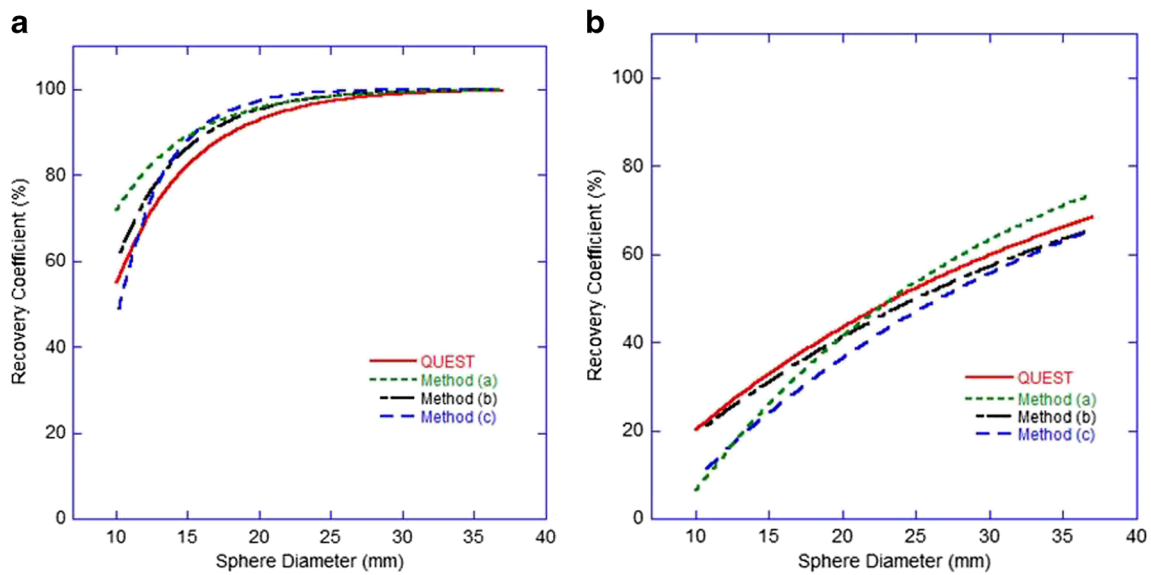 a
Recovery Coefficient (%)
100
80
60
40
20
0
QUEST
Method (a)
Method (b)
Method (c)
10 15 20 25 30 35 40
Sphere Diameter (mm)
b
Recovery Coefficient (%)
100
80
60
40
20
0
QUEST
Method (a)
Method (b)
Method (c)
10 15 20 25 30 35 40
Sphere Diameter (mm)